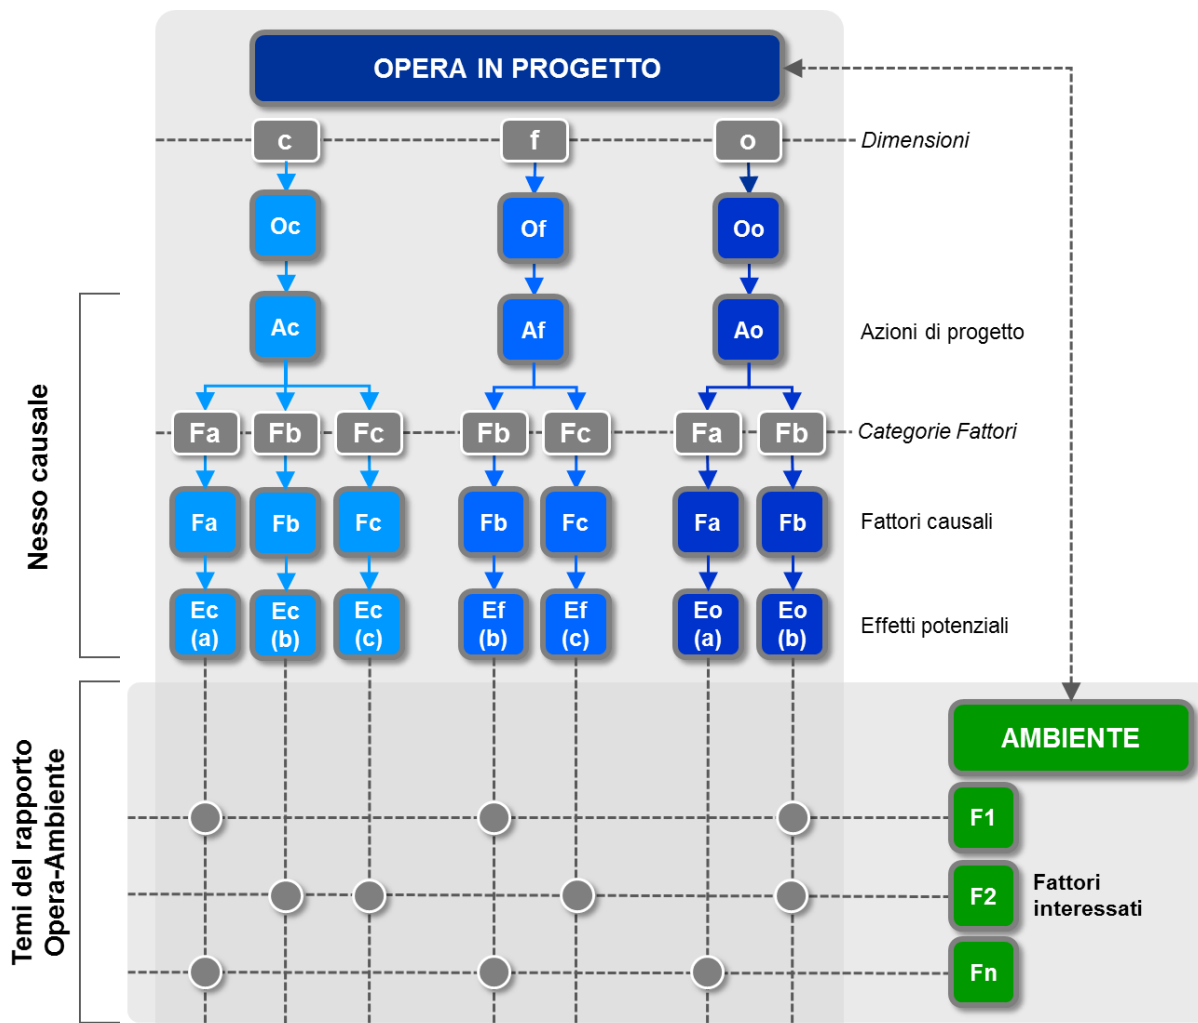 OPERA IN PROGETTO
c f o Dimensioni
Oc Of Oo
Ac Af Ao Azioni di progetto
Fa Fb Fc Fb Fc Fa Fb Categorie Fattori
Fa Fb Fc Fb Fc Fa Fb Fattori causali
Ec Ec Ec Ef Ef Eo Eo
(a) (b) (c) (b) (c) (a) (b) Effetti potenziali
Nesso causale
Temi del rapporto
Opera-Ambiente
AMBIENTE
F1
F2 Fattori
interessati
Fn